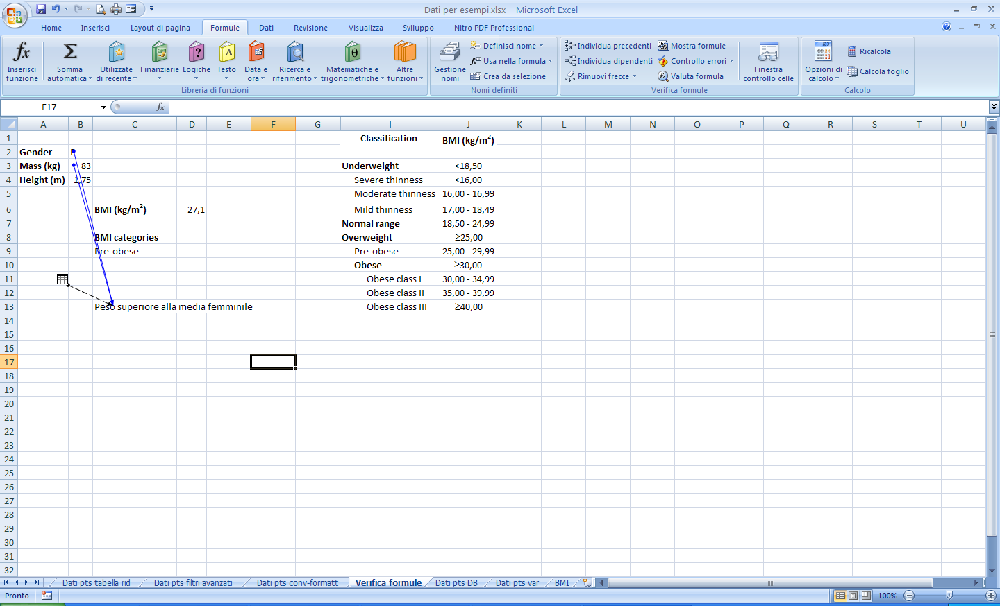 Dati per esempi.xlsx - Microsoft Excel
Home Inserisci Layout di pagina Formule Dati Revisione Visualizza Sviluppo Nitro PDF Professional
Inserisci funzione
Somma automatica
Utilizzate di recente
Finanziarie
Logiche
Testo
Data e ora
Ricerca e riferimento
Matematiche e trigonometriche
Altre funzioni
Libreria di funzioni
Gestione nomi
Definisci nome
Usa nella formula
Crea da selezione
Nomi definiti
Individua precedenti
Individua dipendenti
Rimuovi frecce
Mostra formule
Controllo errori
Valuta formula
Finestra controllo celle
Verifica formule
Opzioni di calcolo
Ricalcola
Calcola foglio
Calcolo
F17 fx
A B C D E F G I J K L M N O P Q R S T U
1 Classification BMI (kg/m²)
2 Gender F
3 Mass (kg) 83 Underweight <18,50
4 Height (m) 1,75 Severe thinness <16,00
5 Moderate thinness 16,00 - 16,99
6 BMI (kg/m²) 27,1 Mild thinness 17,00 - 18,49
7 Normal range 18,50 - 24,99
8 BMI categories Overweight ≥25,00
9 Pre-obese Pre-obese 25,00 - 29,99
10 Obese ≥30,00
11 Obese class I 30,00 - 34,99
12 Obese class II 35,00 - 39,99
13 Peso superiore alla media femminile Obese class III ≥40,00
14
15
16
17
18
19
20
21
22
23
24
25
26
27
28
29
30
31
32
Dati pts tabella rid Dati pts filtri avanzati Dati pts conv-formatt Verifica formule Dati pts DB Dati pts var BMI
Pronto 100%